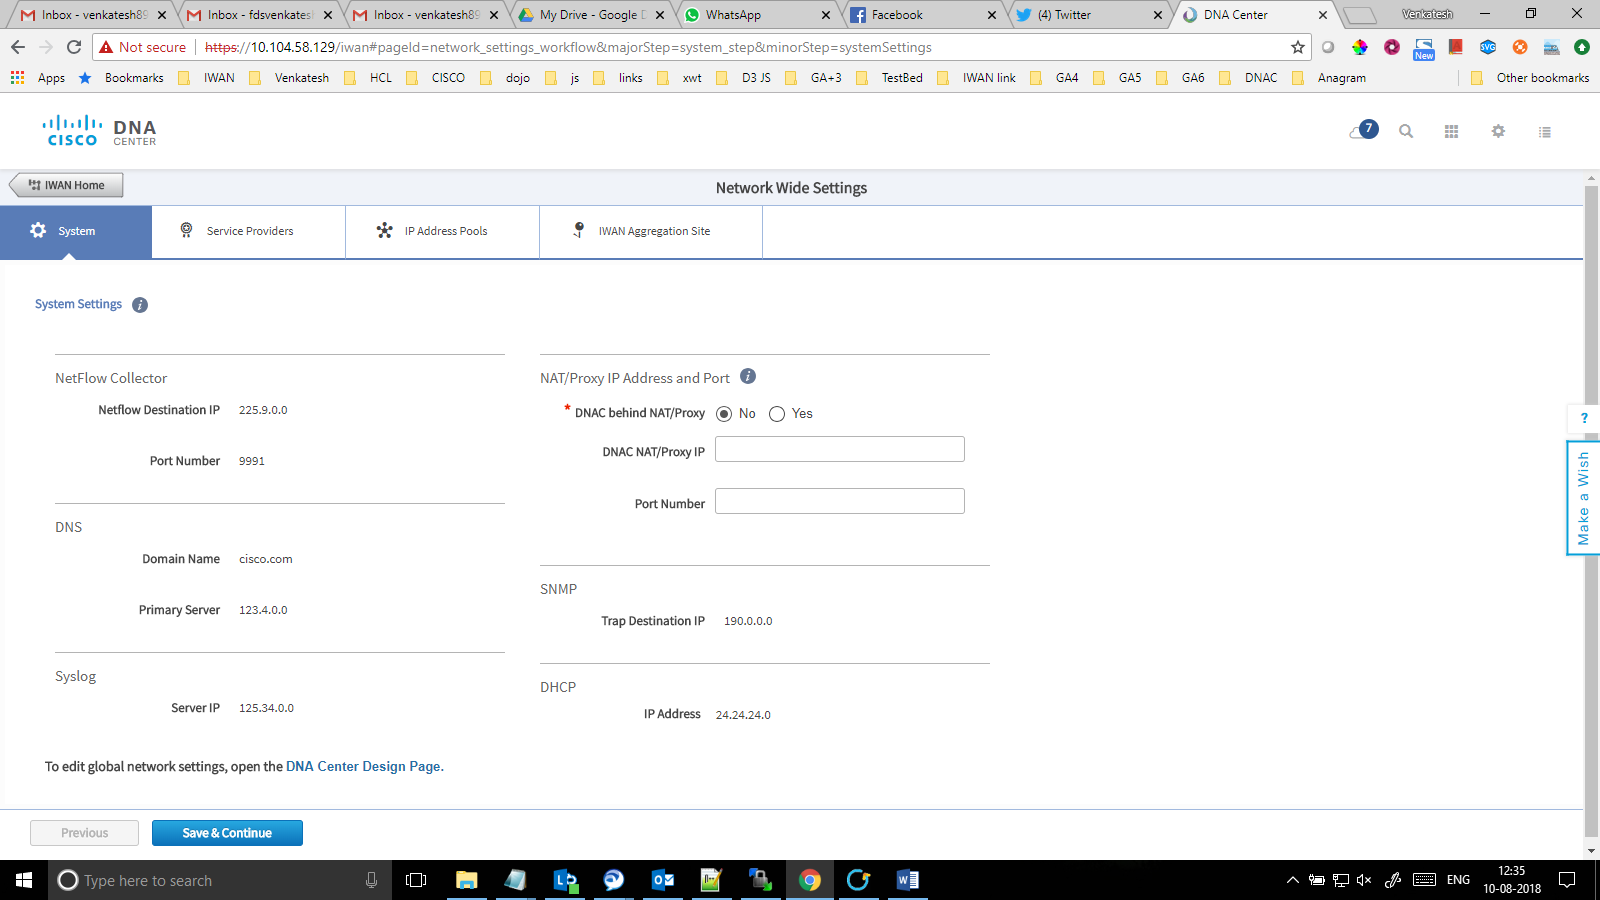 Inbox - venkatesh89
Inbox - fdsvenkatesh
Inbox - venkatesh89
My Drive - Google D
WhatsApp
Facebook
(4) Twitter
DNA Center
Venkatesh
Not secure
https://10.104.58.129/iwan#pageId=network_settings_workflow&majorStep=system_step&minorStep=systemSettings
New
SVG
Apps
Bookmarks
IWAN
Venkatesh
HCL
CISCO
dojo
js
links
xwt
D3 JS
GA+3
TestBed
IWAN link
GA4
GA5
GA6
DNAC
Anagram
Other bookmarks
CISCO
DNA
CENTER
7
IWAN Home
Network Wide Settings
System
Service Providers
IP Address Pools
IWAN Aggregation Site
System Settings i
NetFlow Collector
Netflow Destination IP 225.9.0.0
Port Number 9991
DNS
Domain Name cisco.com
Primary Server 123.4.0.0
Syslog
Server IP 125.34.0.0
NAT/Proxy IP Address and Port i
* DNAC behind NAT/Proxy No Yes
DNAC NAT/Proxy IP
Port Number
SNMP
Trap Destination IP 190.0.0.0
DHCP
IP Address 24.24.24.0
?
Make a Wish
To edit global network settings, open the DNA Center Design Page.
Previous
Save & Continue
Type here to search
ENG
12:35
10-08-2018